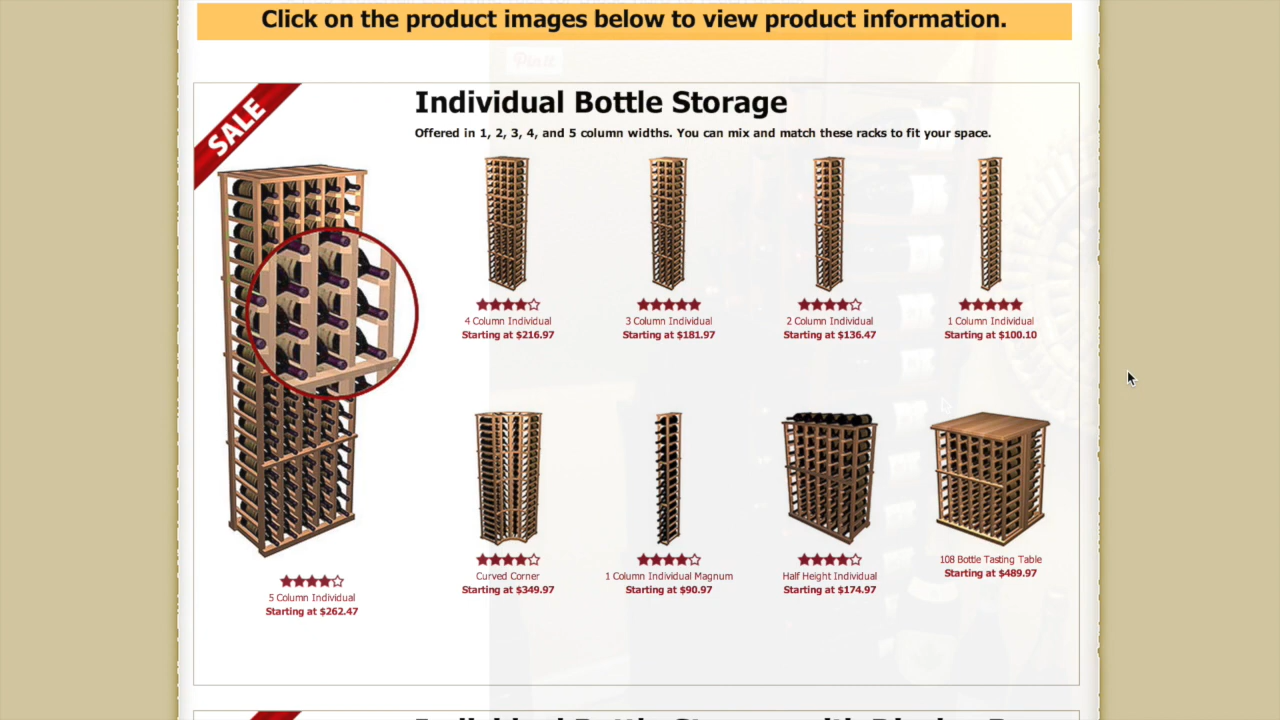 Click on the product images below to view product information.
Pin it
SALE
Individual Bottle Storage
Offered in 1, 2, 3, 4, and 5 column widths. You can mix and match these racks to fit your space.
4 Column Individual
Starting at $216.97
3 Column Individual
Starting at $181.97
2 Column Individual
Starting at $136.47
1 Column Individual
Starting at $100.10
5 Column Individual
Starting at $262.47
Curved Corner
Starting at $349.97
1 Column Individual Magnum
Starting at $90.97
Half Height Individual
Starting at $174.97
108 Bottle Tasting Table
Starting at $489.97